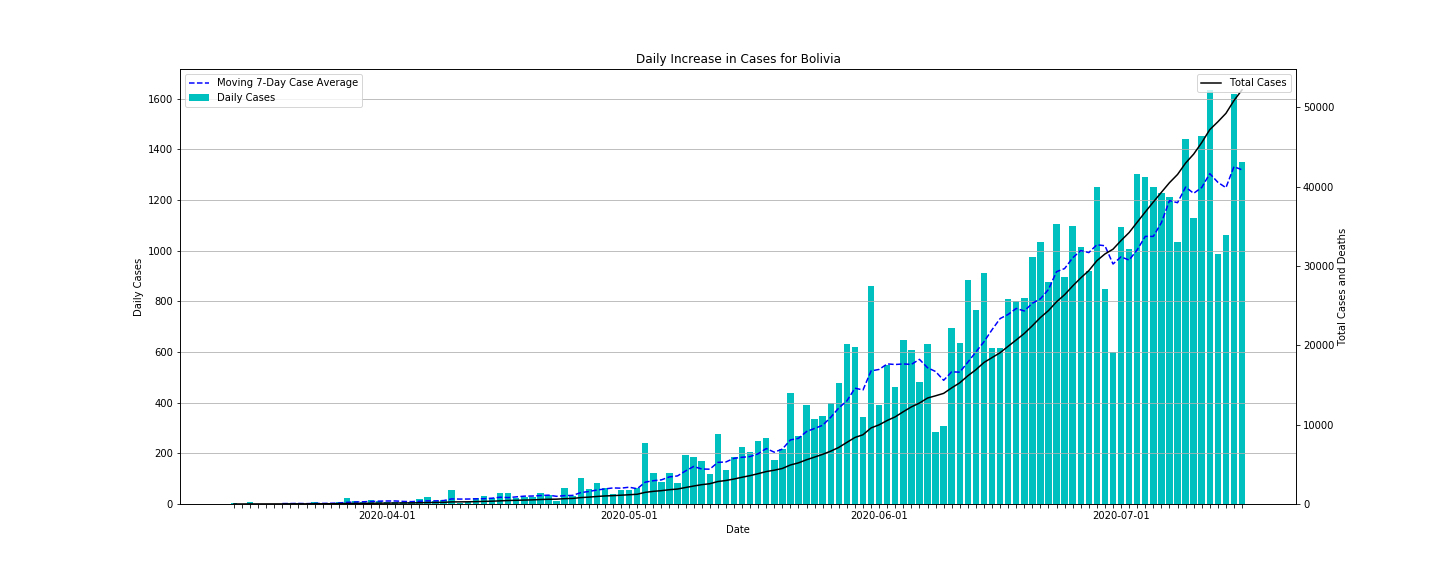 Daily Increase in Cases for Bolivia
Moving 7-Day Case Average
Daily Cases
Total Cases
1600
1400
1200
1000
800
600
400
200
0
Daily Cases
50000
40000
30000
20000
10000
0
Total Cases and Deaths
2020-04-01
2020-05-01
2020-06-01
2020-07-01
Date